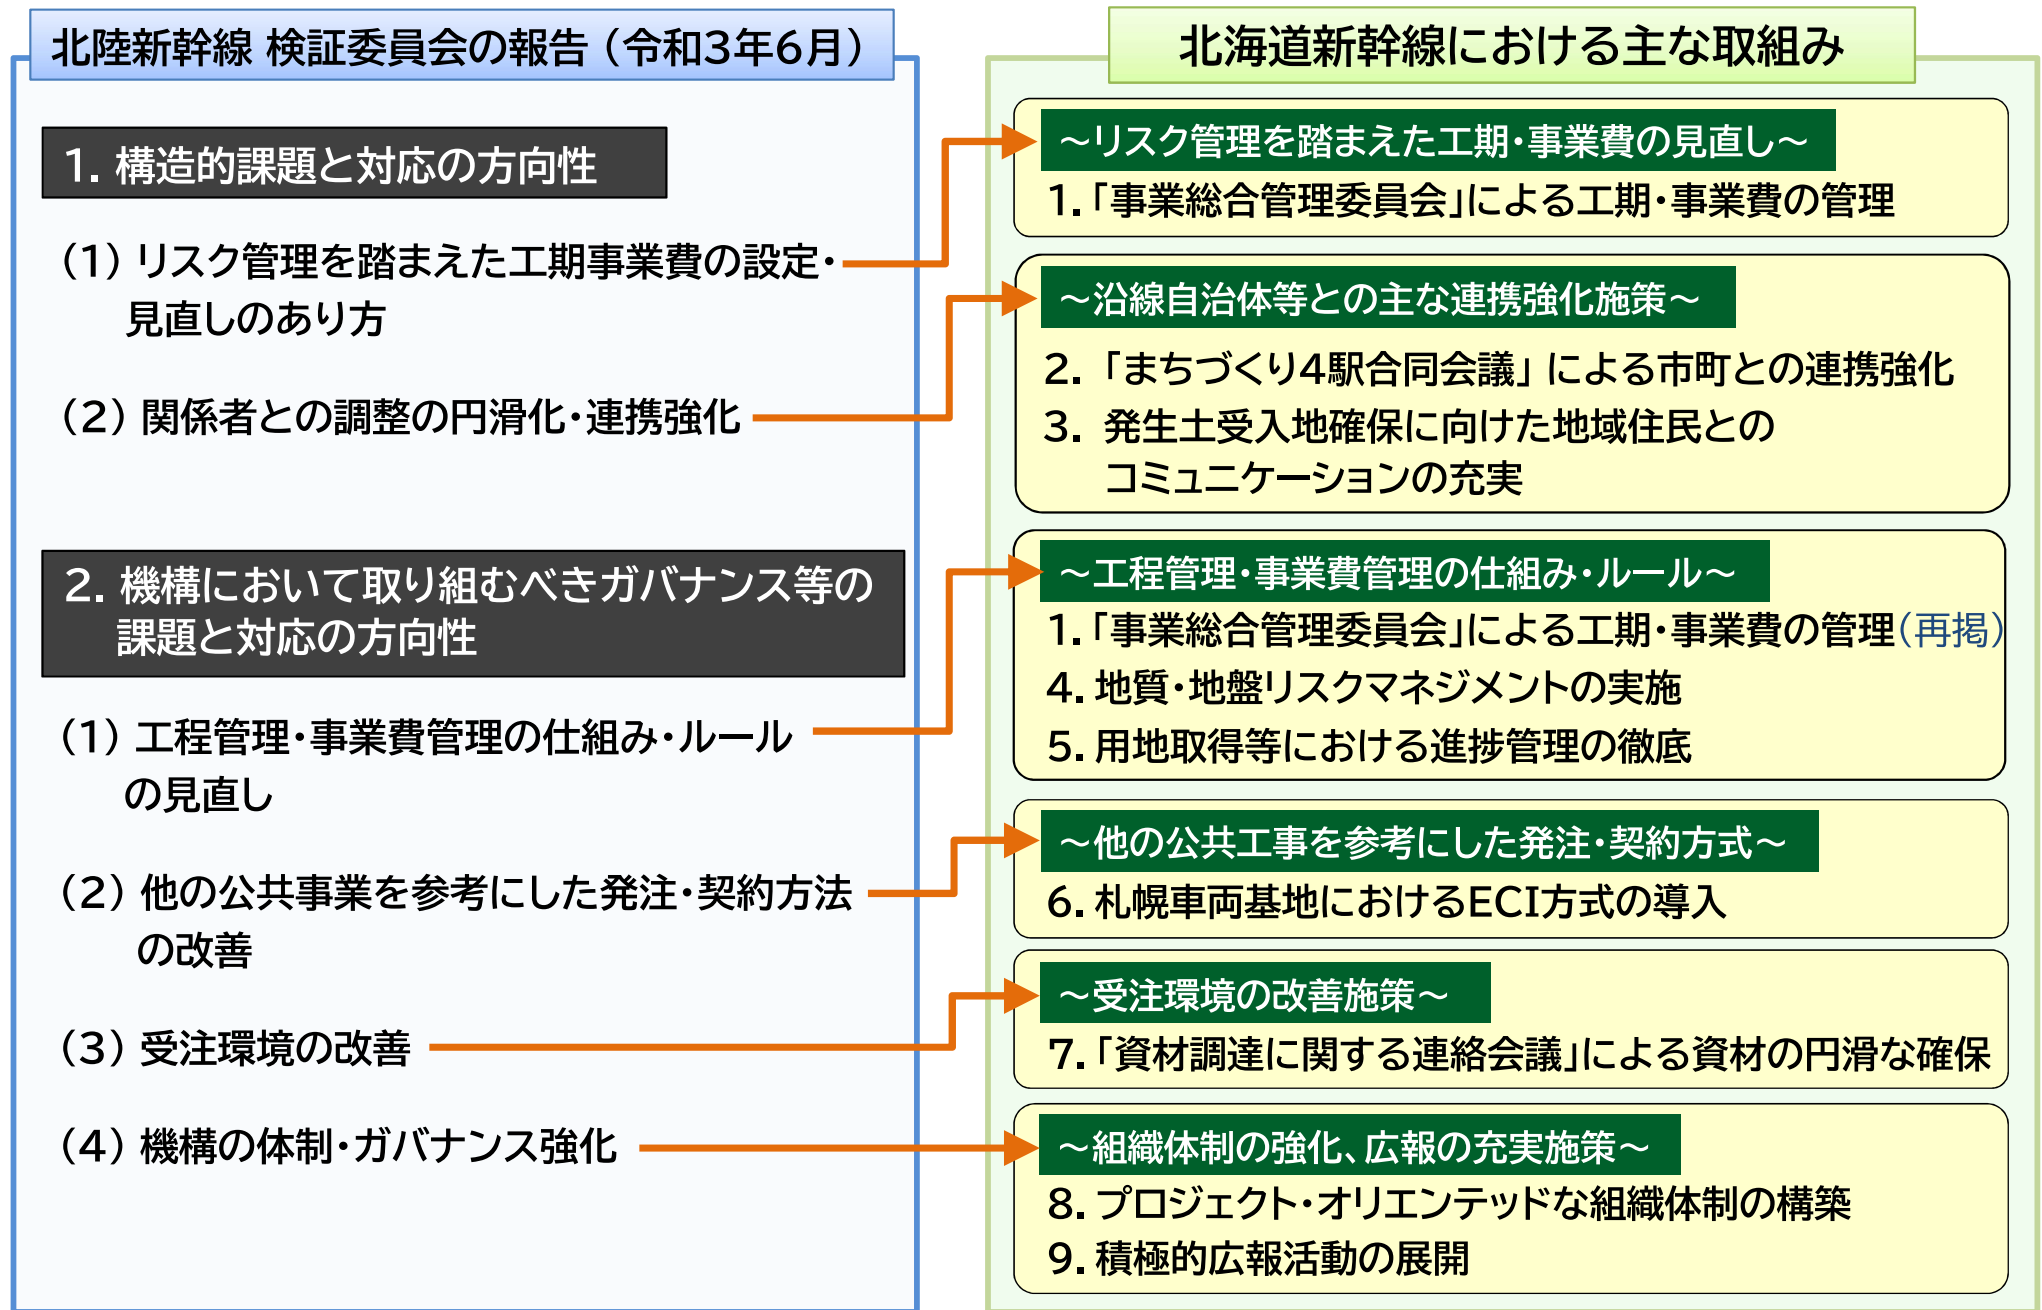 北陸新幹線 検証委員会の報告（令和3年6月）
1. 構造的課題と対応の方向性
（1）リスク管理を踏まえた工期事業費の設定・
見直しのあり方
（2）関係者との調整の円滑化・連携強化
2. 機構において取り組むべきガバナンス等の
課題と対応の方向性
（1）工程管理・事業費管理の仕組み・ルール
の見直し
（2）他の公共事業を参考にした発注・契約方法
の改善
（3）受注環境の改善
（4）機構の体制・ガバナンス強化
北海道新幹線における主な取組み
～リスク管理を踏まえた工期・事業費の見直し～
1.「事業総合管理委員会」による工期・事業費の管理
～沿線自治体等との主な連携強化施策～
2. 「まちづくり4駅合同会議」 による市町との連携強化
3. 発生土受入地確保に向けた地域住民との
コミュニケーションの充実
～工程管理・事業費管理の仕組み・ルール～
1.「事業総合管理委員会」による工期・事業費の管理（再掲）
4. 地質・地盤リスクマネジメントの実施
5. 用地取得等における進捗管理の徹底
～他の公共工事を参考にした発注・契約方式～
6. 札幌車両基地におけるECI方式の導入
～受注環境の改善施策～
7.「資材調達に関する連絡会議」による資材の円滑な確保
～組織体制の強化、広報の充実施策～
8. プロジェクト・オリエンテッドな組織体制の構築
9. 積極的広報活動の展開